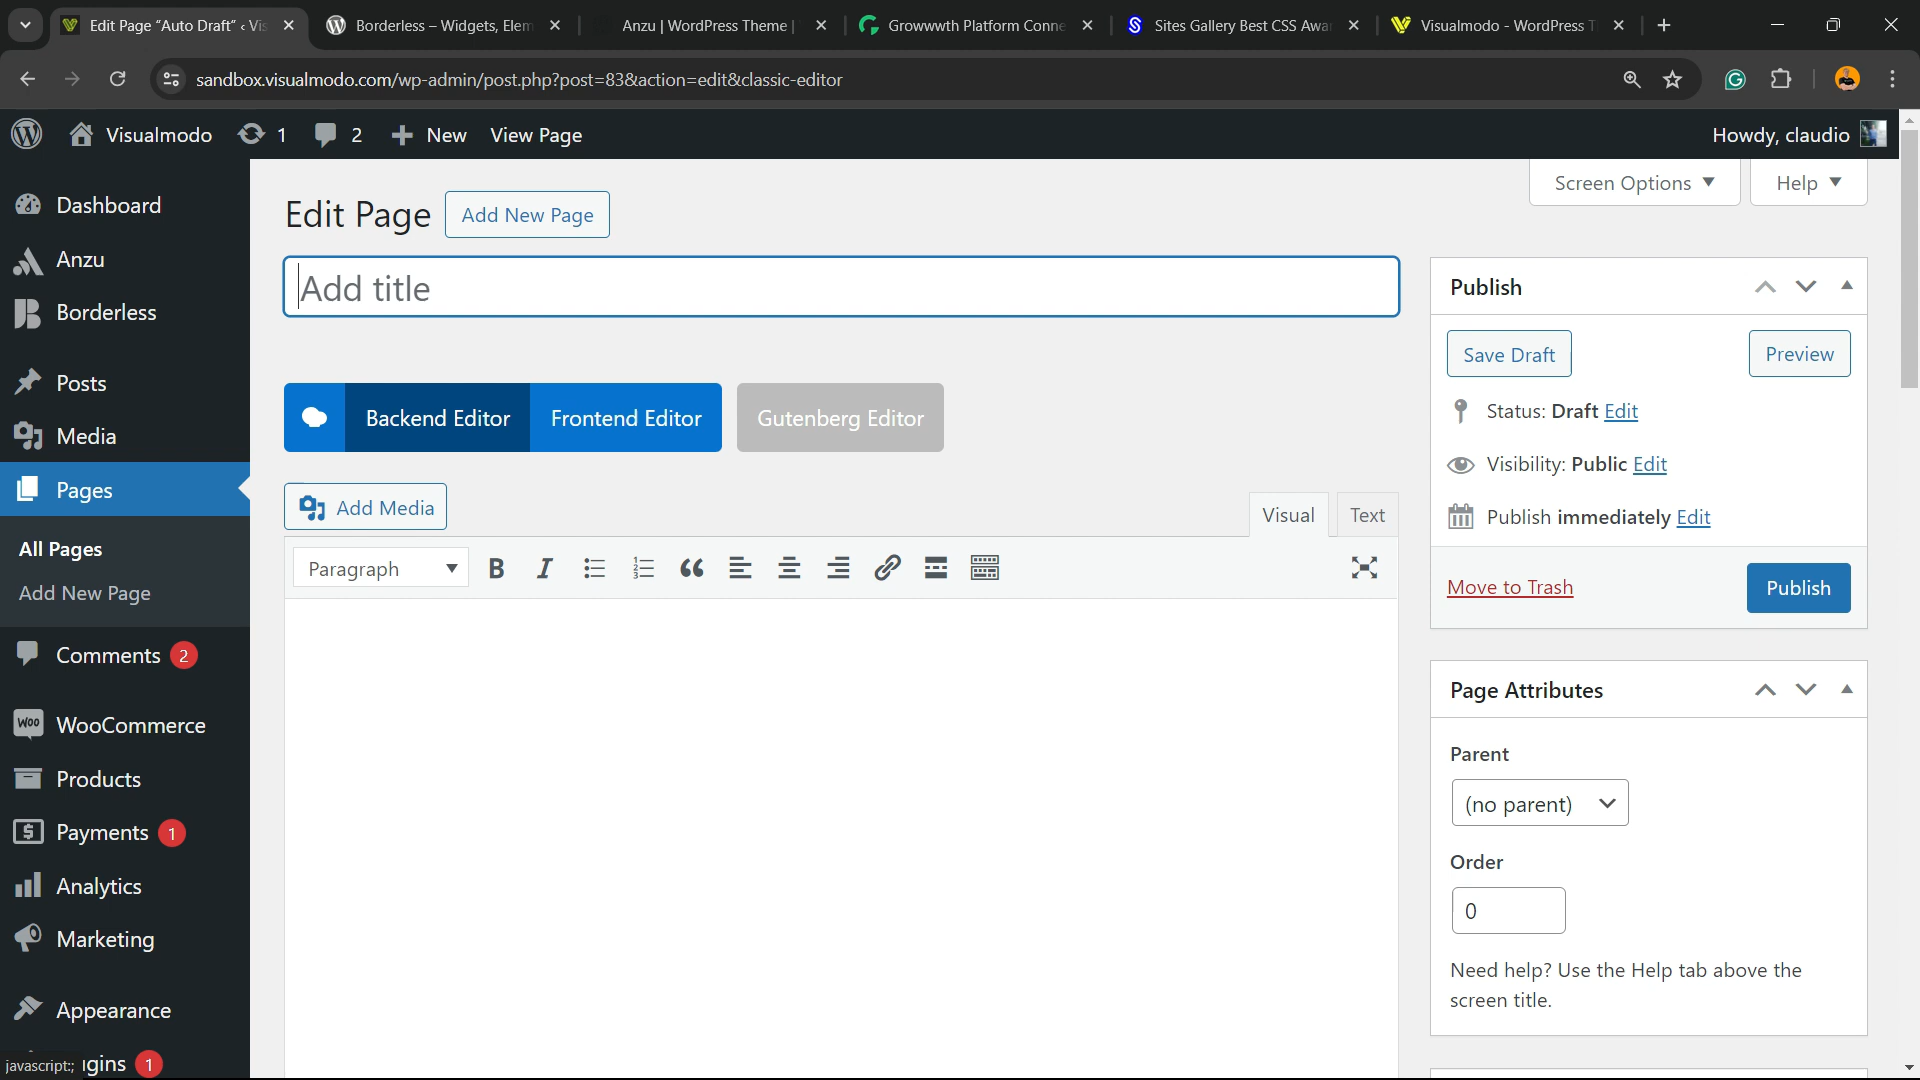 Edit Page “Auto Draft” ‹ Vis
Borderless – Widgets, Elem
Anzu | WordPress Theme |
Growwwth Platform Conne
Sites Gallery Best CSS Awar
Visualmodo - WordPress T
sandbox.visualmodo.com/wp-admin/post.php?post=83&action=edit&classic-editor
Visualmodo
1
2
New
View Page
Howdy, claudio
Dashboard
Anzu
Borderless
Posts
Media
Pages
All Pages
Add New Page
Comments 2
WooCommerce
Products
Payments 1
Analytics
Marketing
Appearance
javascript:;
gins 1
Screen Options
Help
Edit Page
Add New Page
Add title
Backend Editor
Frontend Editor
Gutenberg Editor
Add Media
Visual
Text
Paragraph
Publish
Save Draft
Preview
Status: Draft Edit
Visibility: Public Edit
Publish immediately Edit
Move to Trash
Publish
Page Attributes
Parent
(no parent)
Order
0
Need help? Use the Help tab above the
screen title.